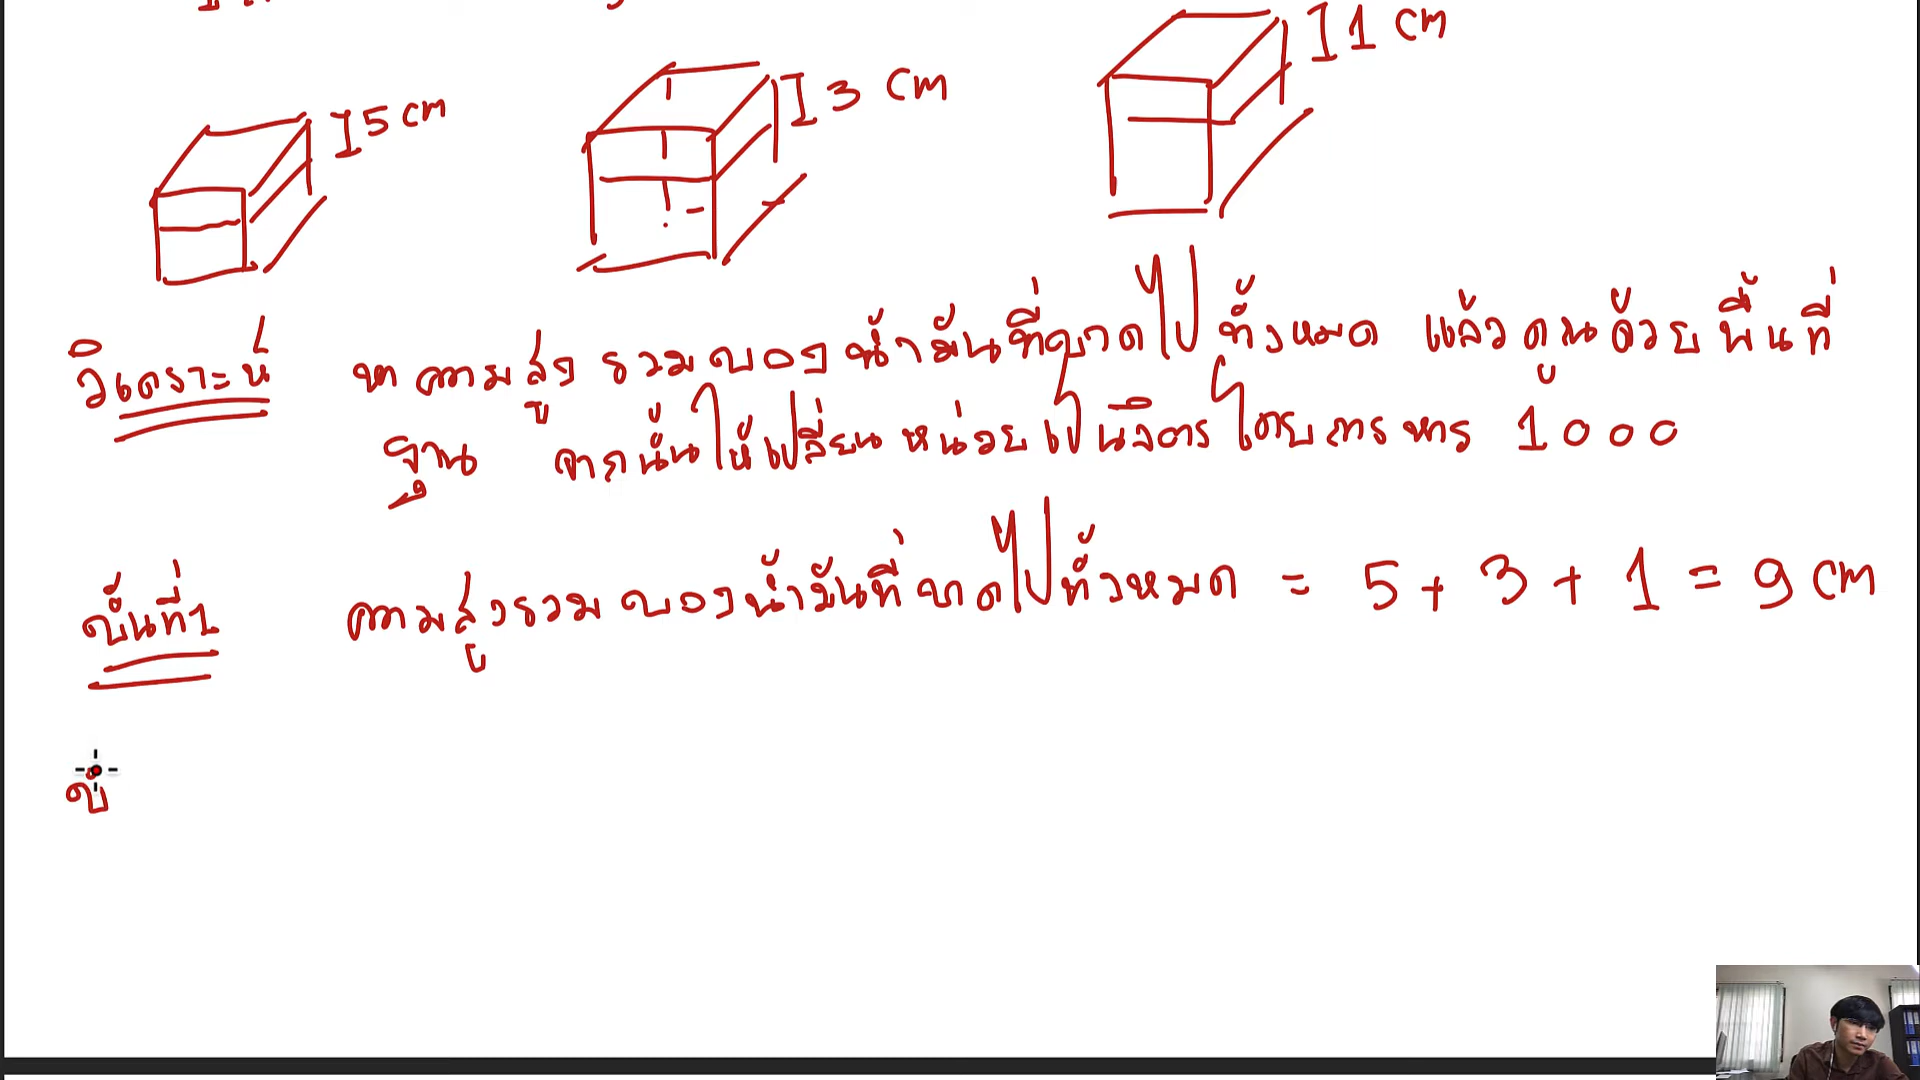 5 cm
3 cm
1 cm
วิเคราะห์ หาความสูงรวมของน้ำมันที่ขาดไปทั้งหมด แล้วคูณด้วยพื้นที่
ฐาน จากนั้นให้เปลี่ยนหน่วยเป็นลิตรโดยการหาร 1000
ขั้นที่1 ความสูงรวมของน้ำมันที่ขาดไปทั้งหมด = 5 + 3 + 1 = 9 cm